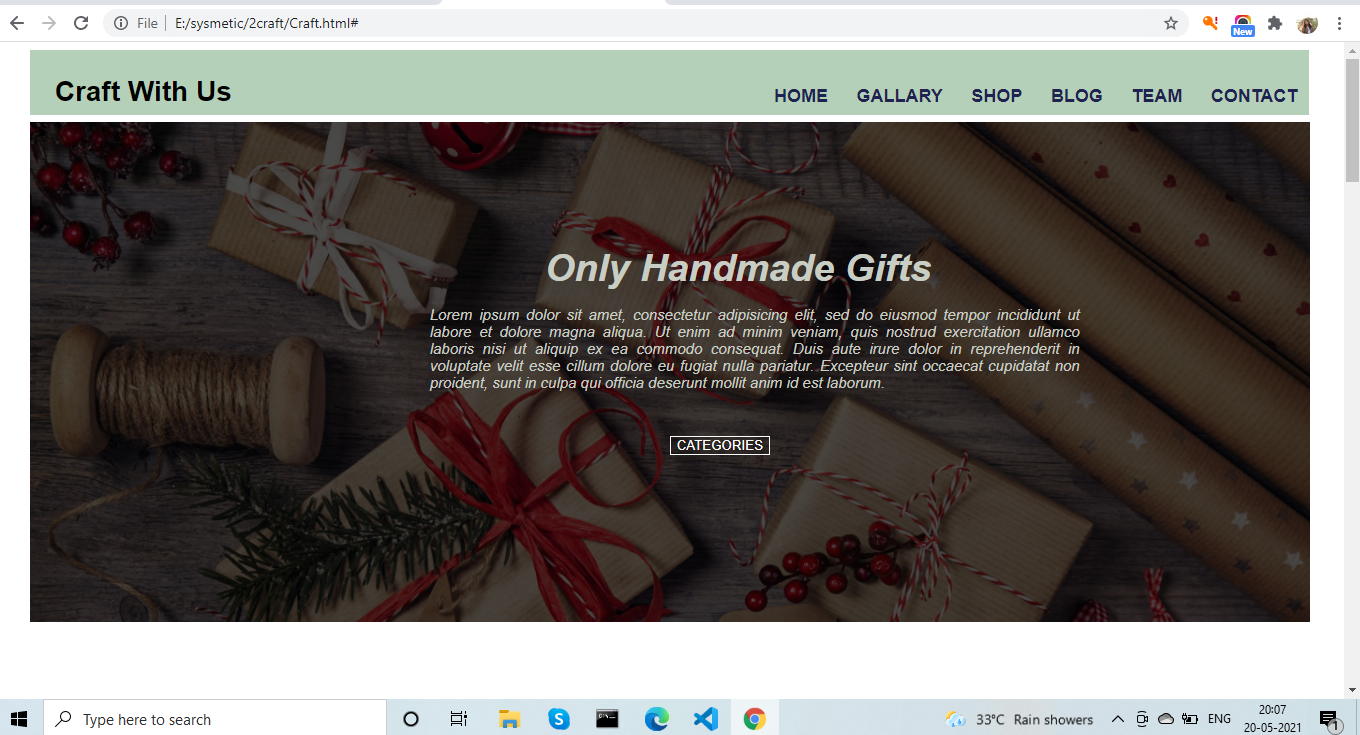 File E:/sysmetic/2craft/Craft.html#
New
Craft With Us
HOME GALLARY SHOP BLOG TEAM CONTACT
Only Handmade Gifts
Lorem ipsum dolor sit amet, consectetur adipisicing elit, sed do eiusmod tempor incididunt ut
labore et dolore magna aliqua. Ut enim ad minim veniam, quis nostrud exercitation ullamco
laboris nisi ut aliquip ex ea commodo consequat. Duis aute irure dolor in reprehenderit in
voluptate velit esse cillum dolore eu fugiat nulla pariatur. Excepteur sint occaecat cupidatat non
proident, sunt in culpa qui officia deserunt mollit anim id est laborum.
CATEGORIES
Type here to search
33°C Rain showers
ENG
20:07
20-05-2021
1